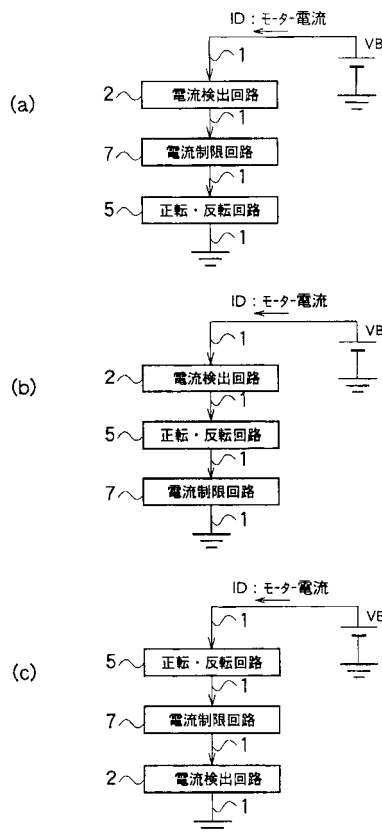 (a)
ID : モーター電流
VB
1
2
電流検出回路
1
7
電流制限回路
1
5
正転・反転回路
1
(b)
ID : モーター電流
VB
1
2
電流検出回路
1
5
正転・反転回路
1
7
電流制限回路
1
(c)
ID : モーター電流
VB
1
5
正転・反転回路
1
7
電流制限回路
1
2
電流検出回路
1